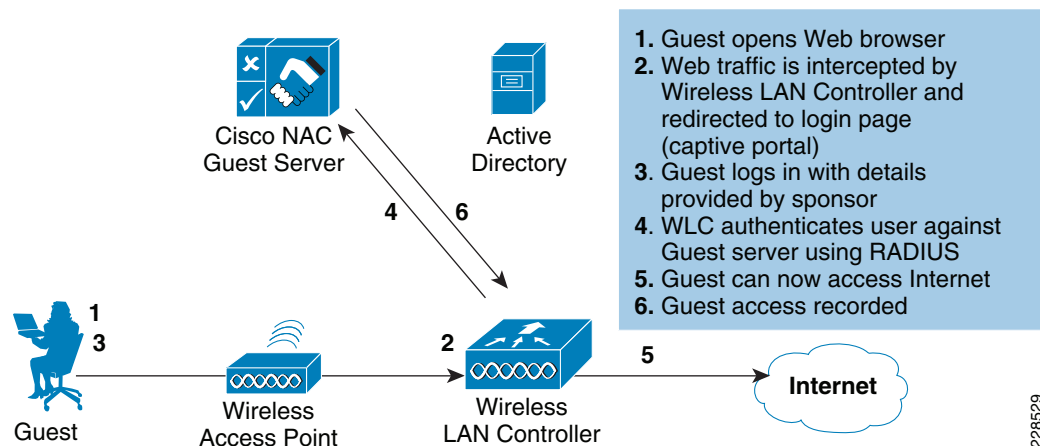 1. Guest opens Web browser
2. Web traffic is intercepted by
Wireless LAN Controller and
redirected to login page
(captive portal)
3. Guest logs in with details
provided by sponsor
4. WLC authenticates user against
Guest server using RADIUS
5. Guest can now access Internet
6. Guest access recorded
Cisco NAC
Guest Server
Active
Directory
4
6
1
3
2
5
Internet
Guest
Wireless
Access Point
Wireless
LAN Controller
228529